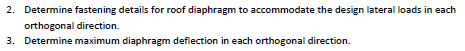 2. Determine fastening details for roof diaphragm to accommodate the design lateral loads in each
orthogonal direction.
3. Determine maximum diaphragm deflection in each orthogonal direction.